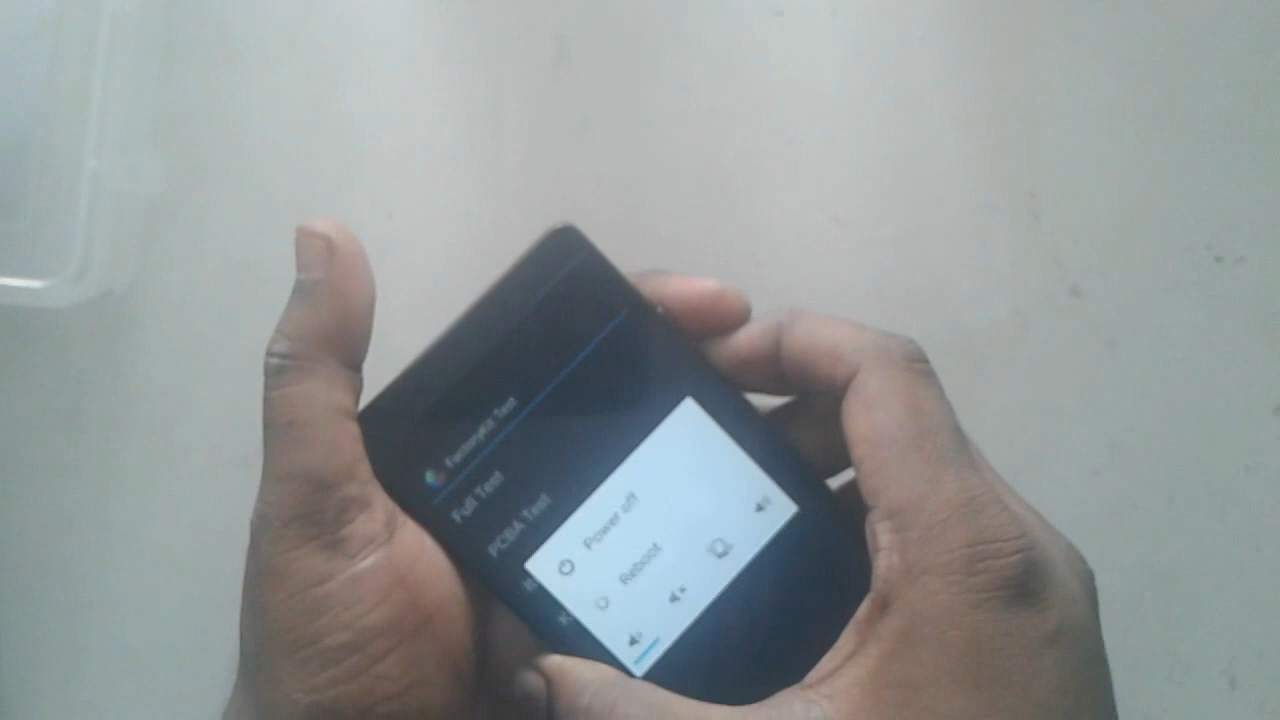 FactoryKit Test
Full Test
PCBA Test
Power off
Reboot